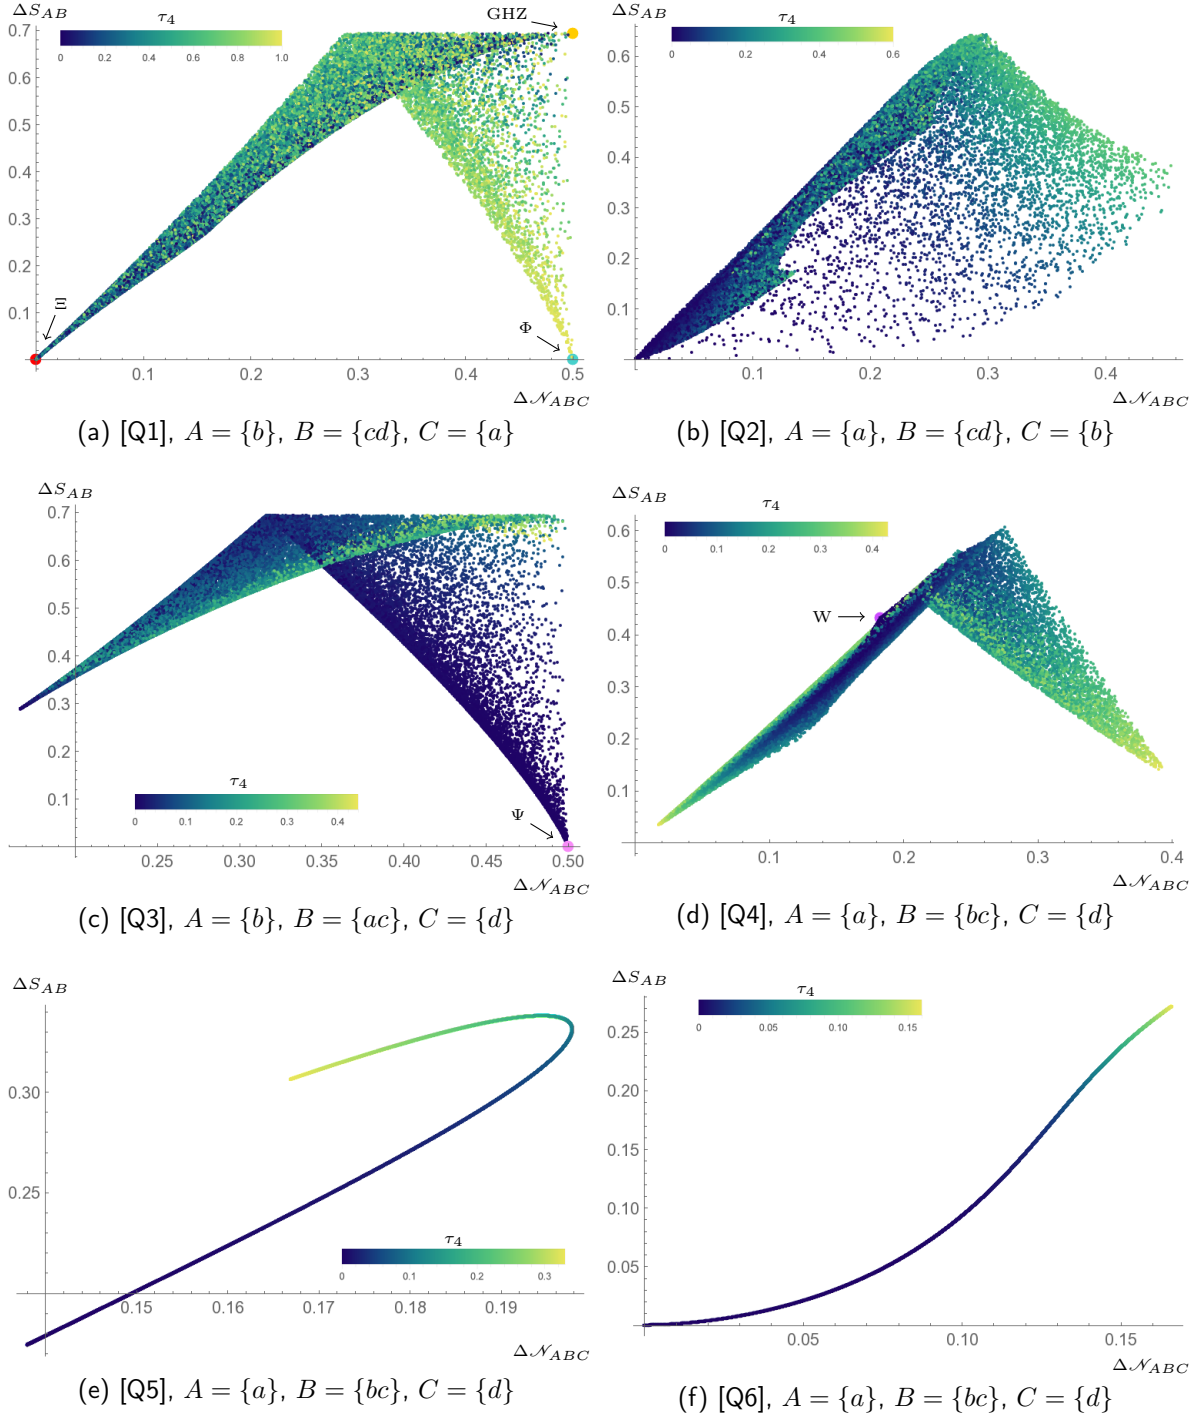 ΔS_AB
GHZ
τ₄
0 0.2 0.4 0.6 0.8 1.0
0.7
0.6
0.5
0.4
0.3
0.2
0.1
Ξ
Φ
0.1 0.2 0.3 0.4 0.5
Δ𝒩_ABC
(a) [Q1], A = {b}, B = {cd}, C = {a}
ΔS_AB
τ₄
0 0.2 0.4 0.6
0.6
0.5
0.4
0.3
0.2
0.1
0.1 0.2 0.3 0.4
Δ𝒩_ABC
(b) [Q2], A = {a}, B = {cd}, C = {b}
ΔS_AB
0.7
0.6
0.5
0.4
0.3
0.2
0.1
τ₄
0 0.1 0.2 0.3 0.4
Ψ
0.25 0.30 0.35 0.40 0.45 0.50
Δ𝒩_ABC
(c) [Q3], A = {b}, B = {ac}, C = {d}
ΔS_AB
τ₄
0 0.1 0.2 0.3 0.4
0.6
0.5
W
0.4
0.3
0.2
0.1
0.1 0.2 0.3 0.4
Δ𝒩_ABC
(d) [Q4], A = {a}, B = {bc}, C = {d}
ΔS_AB
0.30
0.25
τ₄
0 0.1 0.2 0.3
0.15 0.16 0.17 0.18 0.19
Δ𝒩_ABC
(e) [Q5], A = {a}, B = {bc}, C = {d}
ΔS_AB
τ₄
0 0.05 0.10 0.15
0.25
0.20
0.15
0.10
0.05
0.05 0.10 0.15
Δ𝒩_ABC
(f) [Q6], A = {a}, B = {bc}, C = {d}